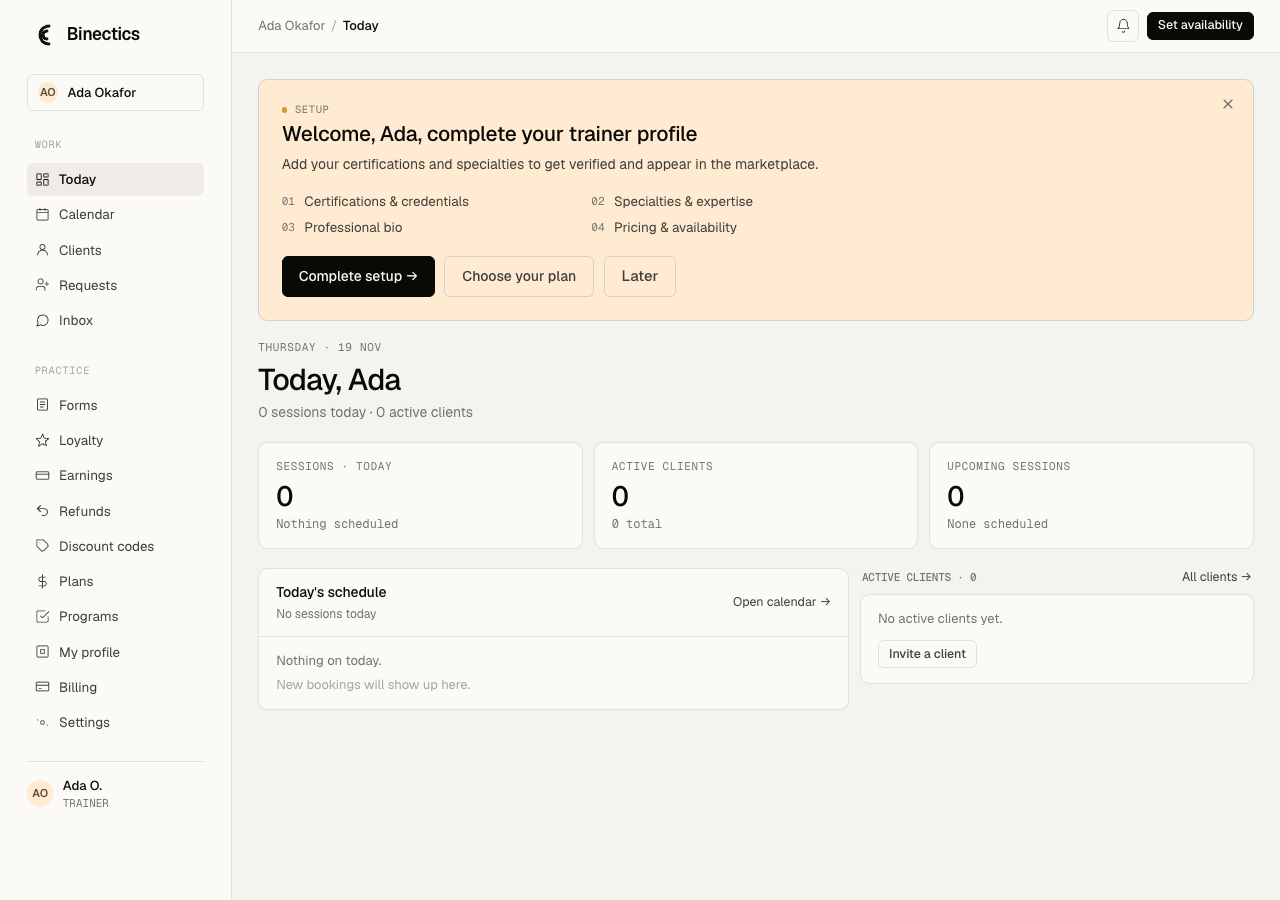 Binectics
AO Ada Okafor
WORK
Today
Calendar
Clients
Requests
Inbox
PRACTICE
Forms
Loyalty
Earnings
Refunds
Discount codes
Plans
Programs
My profile
Billing
Settings
AO Ada O.
TRAINER
Ada Okafor / Today
Set availability
SETUP
Welcome, Ada, complete your trainer profile
Add your certifications and specialties to get verified and appear in the marketplace.
01 Certifications & credentials
02 Specialties & expertise
03 Professional bio
04 Pricing & availability
Complete setup →
Choose your plan
Later
THURSDAY · 19 NOV
Today, Ada
0 sessions today · 0 active clients
SESSIONS · TODAY
0
Nothing scheduled
ACTIVE CLIENTS
0
0 total
UPCOMING SESSIONS
0
None scheduled
Today's schedule
No sessions today
Open calendar →
Nothing on today.
New bookings will show up here.
ACTIVE CLIENTS · 0
All clients →
No active clients yet.
Invite a client